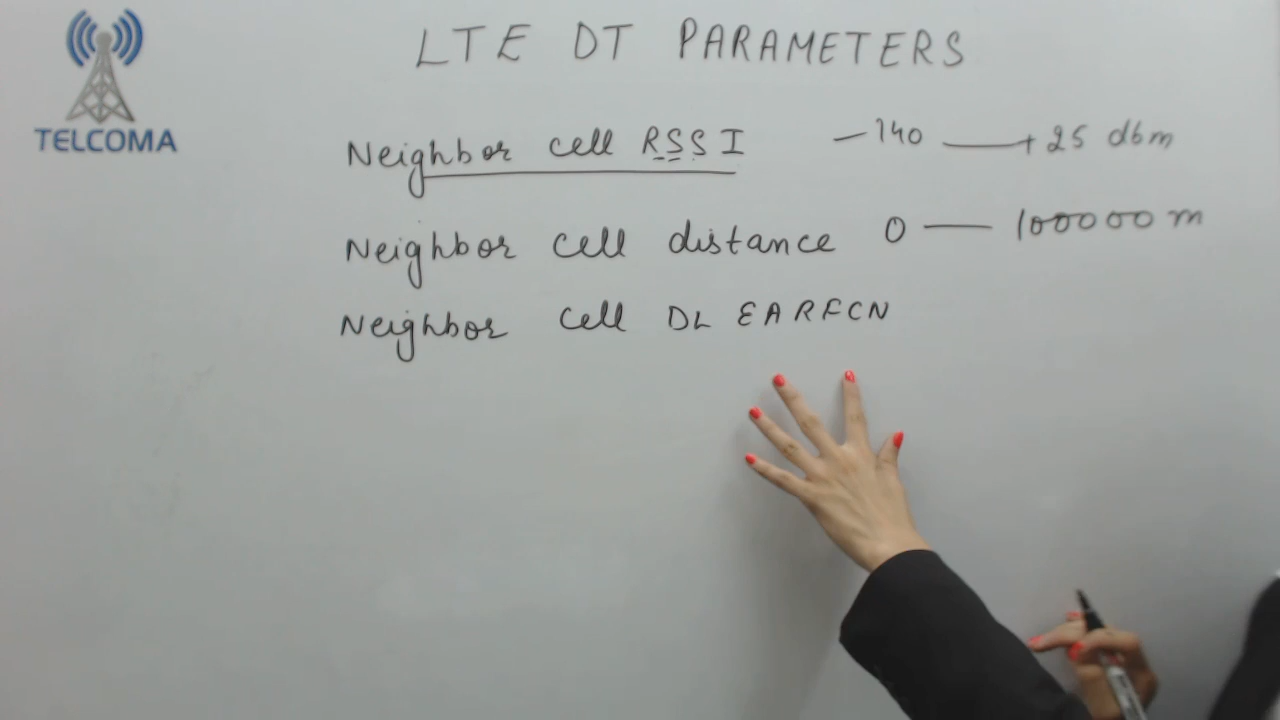 TELCOMA
LTE DT PARAMETERS
Neighbor cell RSSI -140 — +25 dbm
Neighbor cell distance 0 — 100000 m
Neighbor cell DL EARFCN